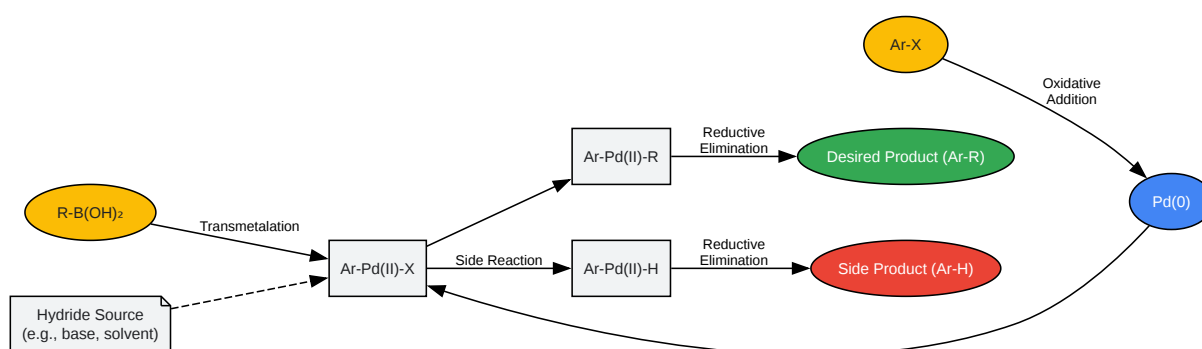 Ar-X
Oxidative
Addition
Reductive
Elimination
Ar-Pd(II)-R
Desired Product (Ar-R)
Pd(0)
R-B(OH)₂
Transmetalation
Reductive
Elimination
Ar-Pd(II)-X
Side Reaction
Ar-Pd(II)-H
Side Product (Ar-H)
Hydride Source
(e.g., base, solvent)